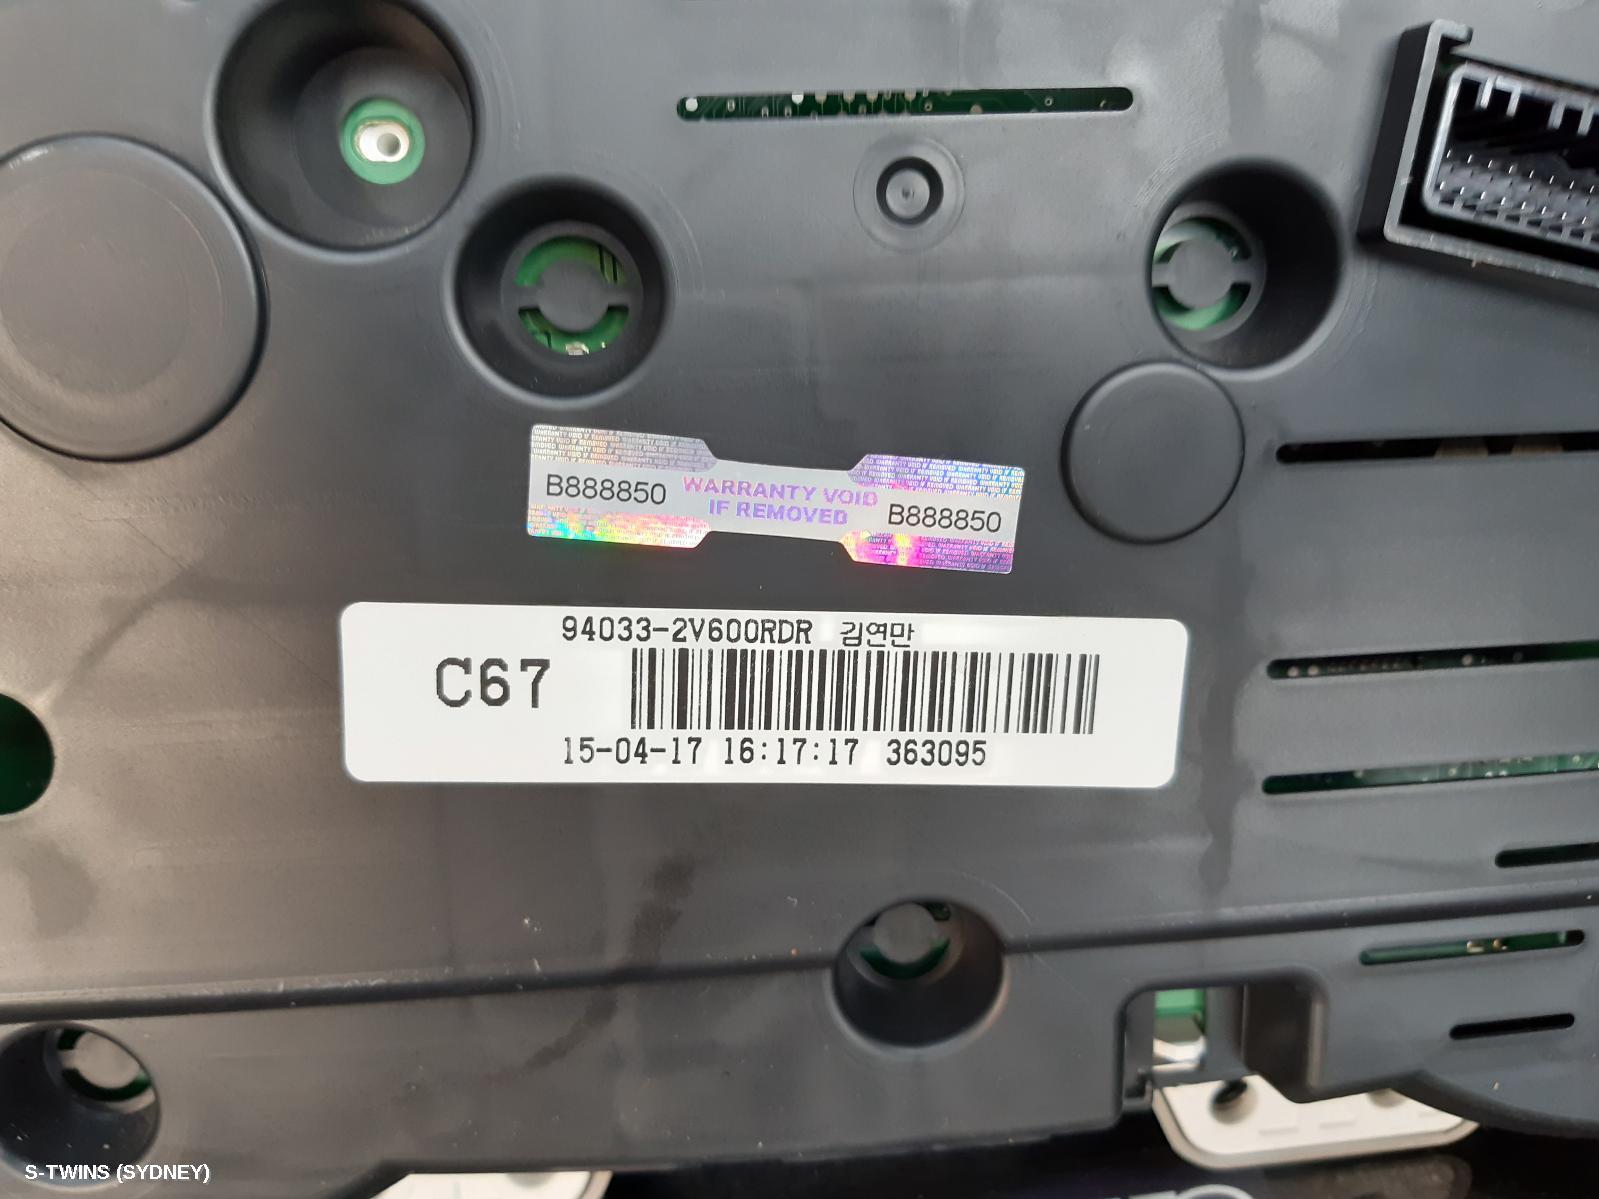 B888850 WARRANTY VOID IF REMOVED B888850
94033-2V600RDR 김연만
C67
15-04-17 16:17:17 363095
S-TWINS (SYDNEY)